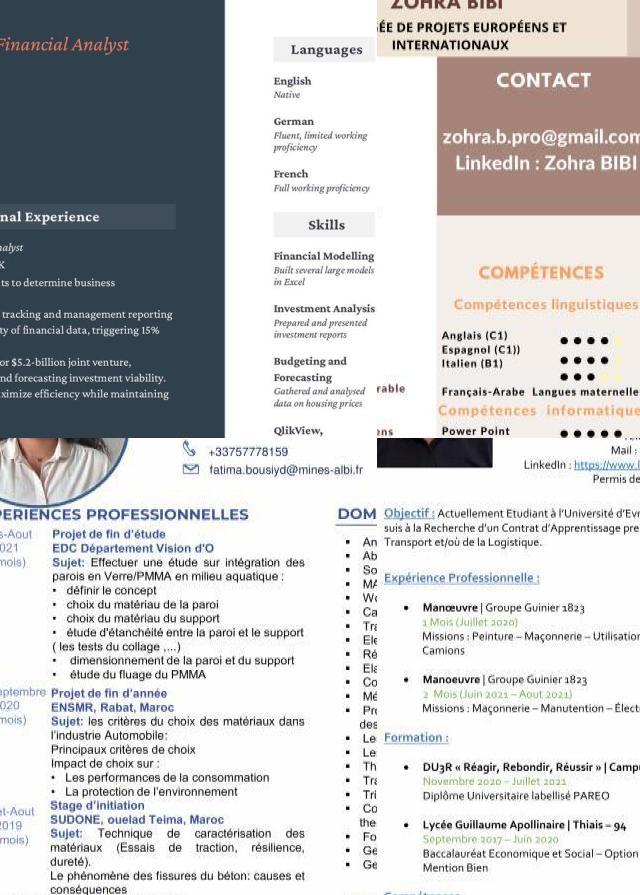 Financial Analyst
nal Experience
nalyst
K
ts to determine business
tracking and management reporting
ty of financial data, triggering 15%
or $5.2-billion joint venture,
nd forecasting investment viability.
aximize efficiency while maintaining
Languages
English
Native
German
Fluent, limited working
proficiency
French
Full working proficiency
Skills
Financial Modelling
Built several large models
in Excel
Investment Analysis
Prepared and presented
investment reports
Budgeting and
Forecasting
Gathered and analysed
data on housing prices
QlikView,
ZOHRA BIBI
ÉE DE PROJETS EUROPÉENS ET
INTERNATIONAUX
CONTACT
zohra.b.pro@gmail.com
LinkedIn : Zohra BIBI
COMPÉTENCES
Compétences linguistiques
Anglais (C1)
Espagnol (C1))
Italien (B1)
rable
Français-Arabe Langues maternelle
Compétences informatique
ens
Power Point
+33757778159
fatima.bousiyd@mines-albi.fr
PERIENCES PROFESSIONNELLES
s-Aout
021
mois)
Projet de fin d'étude
EDC Département Vision d'O
Sujet: Effectuer une étude sur intégration des
parois en Verre/PMMA en milieu aquatique :
• définir le concept
• choix du matériau de la paroi
• choix du matériau du support
• étude d'étanchéité entre la paroi et le support
( les tests du collage ,...)
• dimensionnement de la paroi et du support
• étude du fluage du PMMA
eptembre
020
mois)
Projet de fin d'année
ENSMR, Rabat, Maroc
Sujet: les critères du choix des matériaux dans
l'industrie Automobile:
Principaux critères de choix
Impact de choix sur :
• Les performances de la consommation
• La protection de l'environnement
et-Aout
2019
mois)
Stage d'initiation
SUDONE, ouelad Teima, Maroc
Sujet: Technique de caractérisation des
matériaux (Essais de traction, résilience,
dureté).
Le phénomène des fissures du béton: causes et
conséquences
DOM
An
Ab
So
MA
Wo
Ca
Tra
Ele
Ré
Ela
Co
Mé
Pro
des
Le
Le
Th
Tra
Tri
Co
the
Fo
Ge
Ge
Mail :
LinkedIn : https://www.l
Permis de
Objectif : Actuellement Etudiant à l'Université d'Evr
suis à la Recherche d'un Contrat d'Apprentissage pre
Transport et/où de la Logistique.
Expérience Professionnelle :
• Manœuvre | Groupe Guinier 1823
1 Mois (Juillet 2020)
Missions : Peinture – Maçonnerie – Utilisation
Camions
• Manoeuvre | Groupe Guinier 1823
2 Mois (Juin 2021 – Aout 2021)
Missions : Maçonnerie – Manutention – Élect
Formation :
• DU3R « Réagir, Rebondir, Réussir » | Camp
Novembre 2020 – Juillet 2021
Diplôme Universitaire labellisé PAREO
• Lycée Guillaume Apollinaire | Thiais – 94
Septembre 2017 – Juin 2020
Baccalauréat Economique et Social – Option
Mention Bien